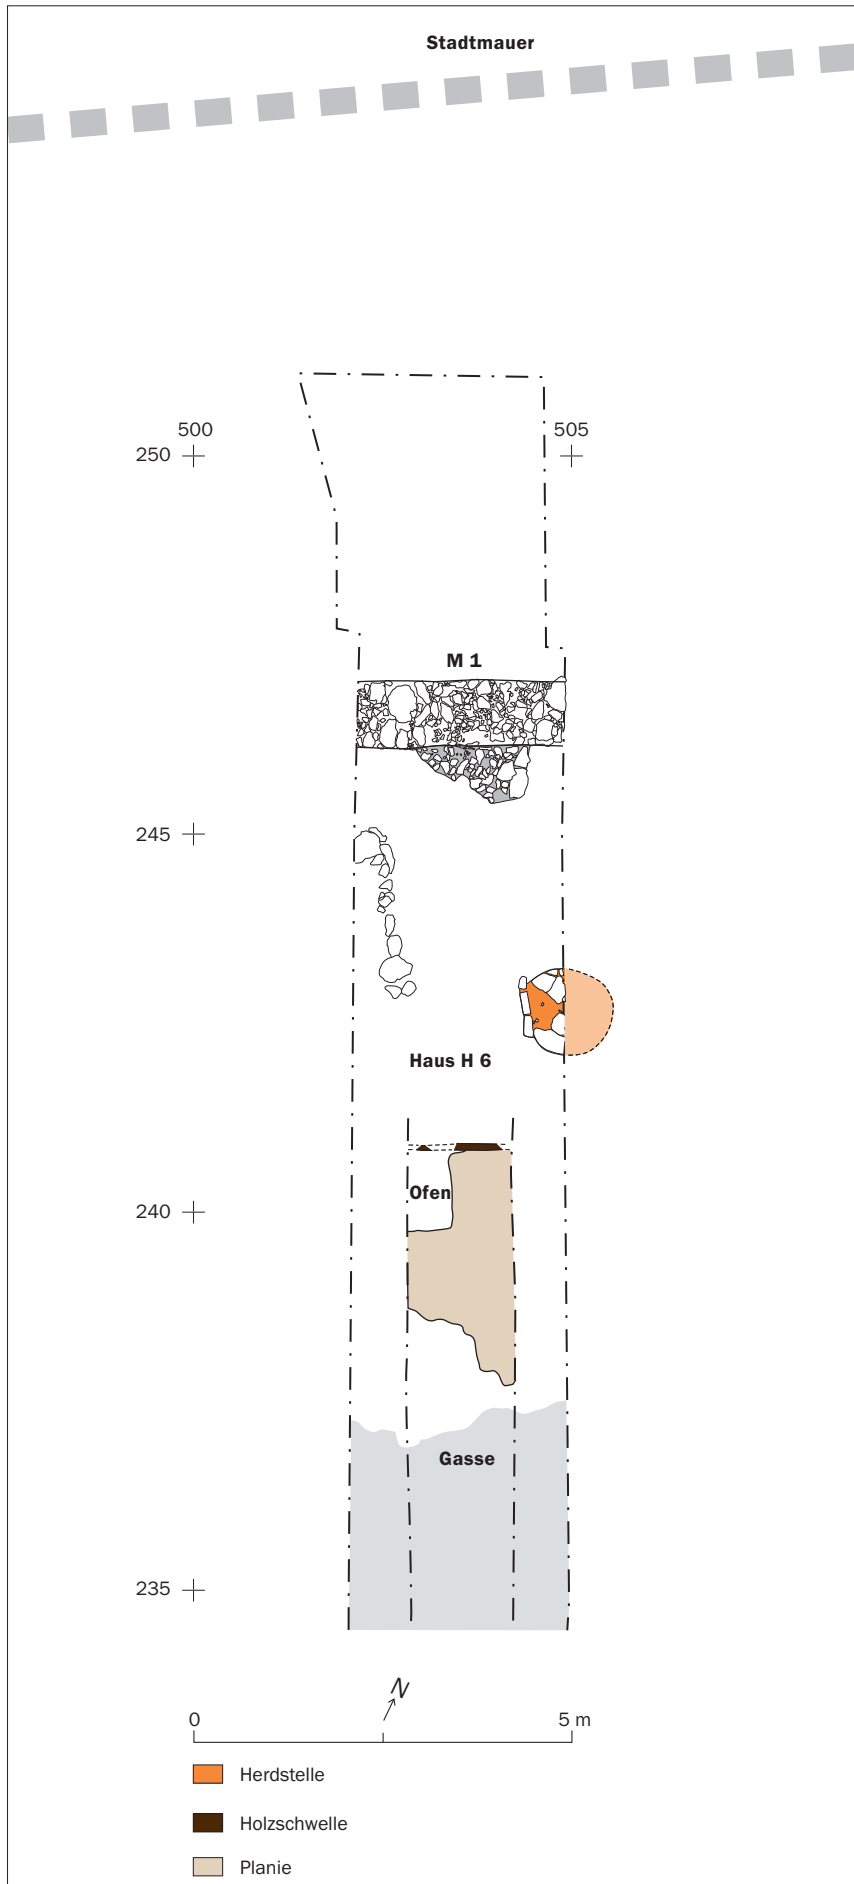 Stadtmauer
500
505
250
M 1
245
Haus H 6
Ofen
240
Gasse
235
N
0
5 m
Herdstelle
Holzschwelle
Planie